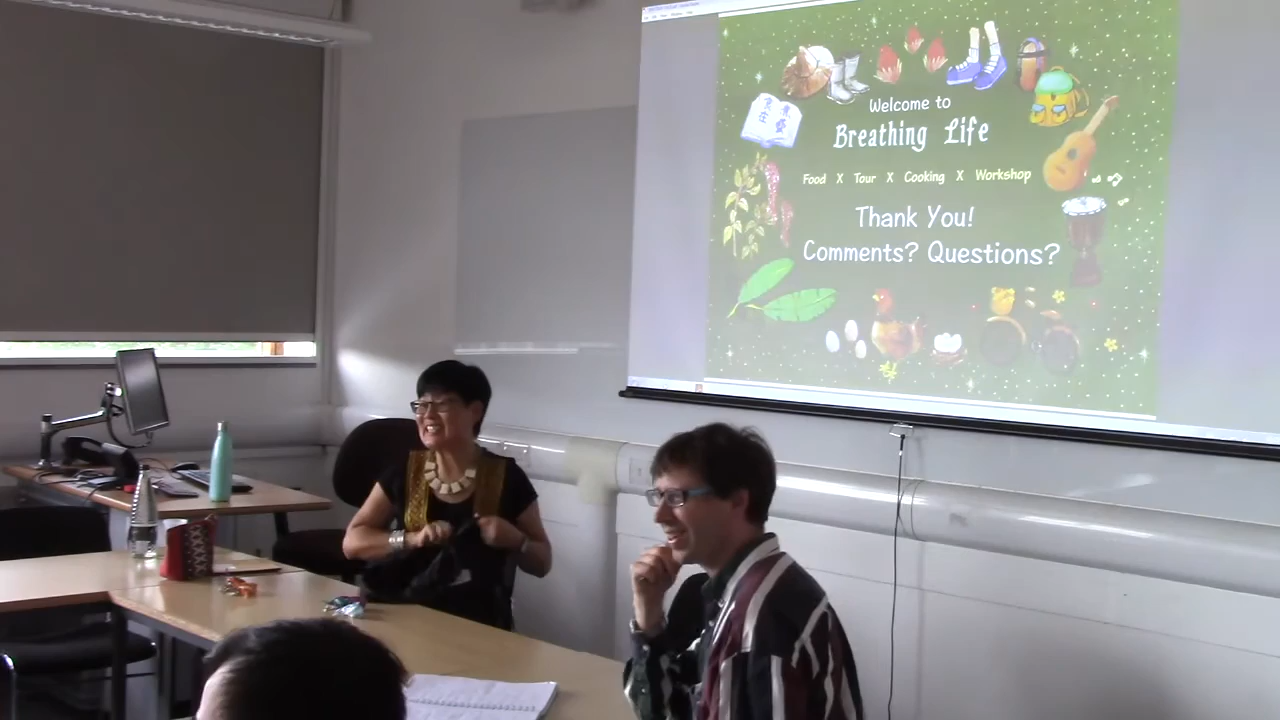 Welcome to
Breathing Life
Food X Tour X Cooking X Workshop
Thank You!
Comments? Questions?